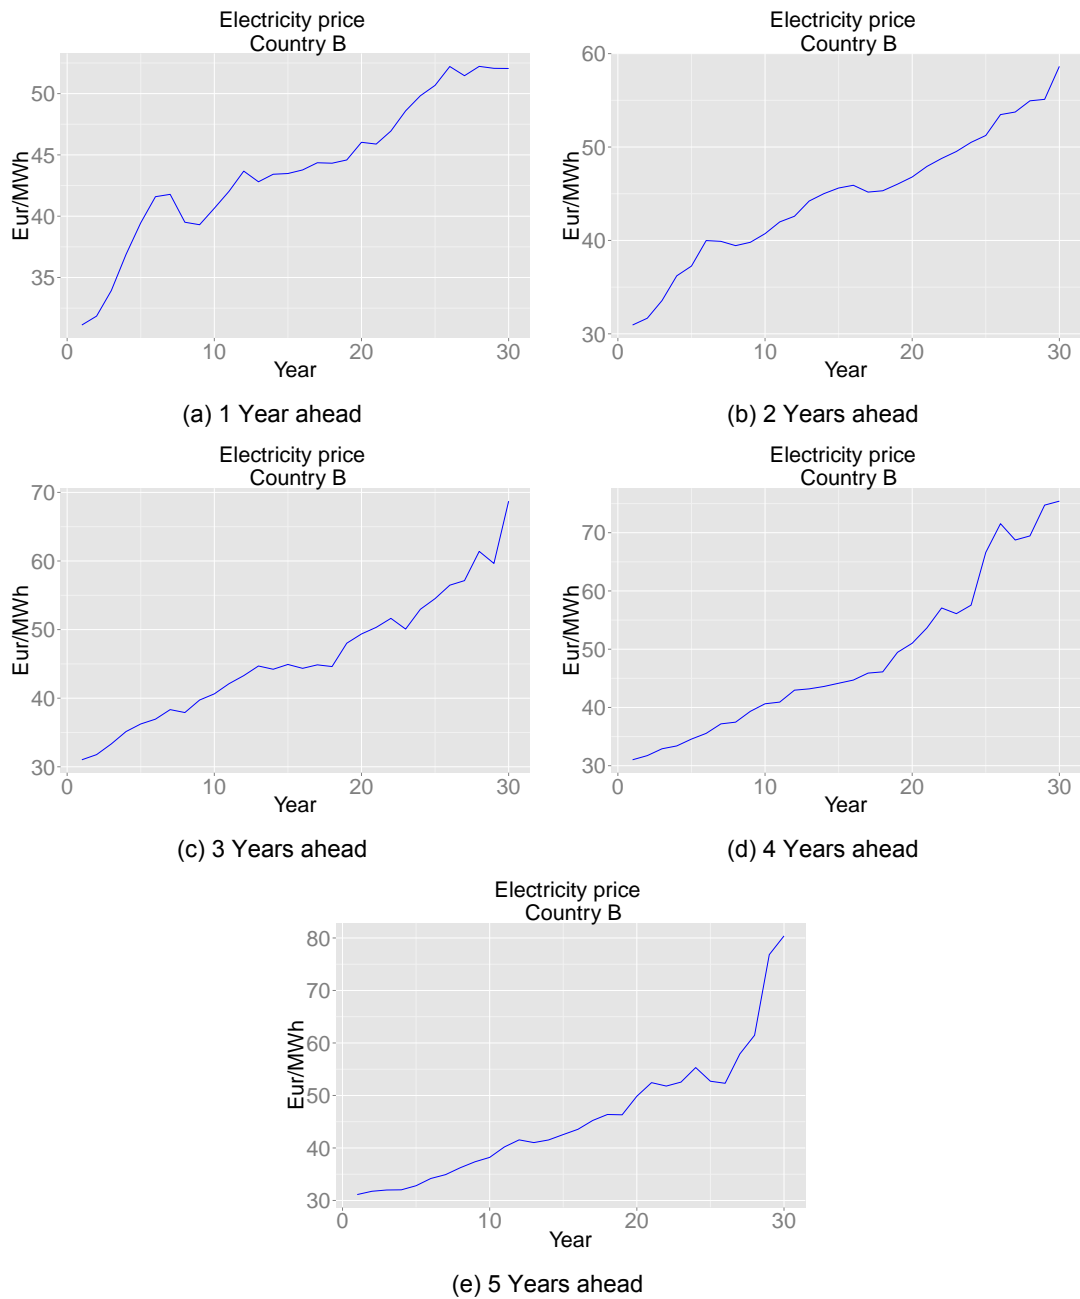 Electricity price
Country B
50
45
40
35
Eur/MWh
0 10 20 30
Year
(a) 1 Year ahead
Electricity price
Country B
60
50
40
30
Eur/MWh
0 10 20 30
Year
(b) 2 Years ahead
Electricity price
Country B
70
60
50
40
30
Eur/MWh
0 10 20 30
Year
(c) 3 Years ahead
Electricity price
Country B
70
60
50
40
30
Eur/MWh
0 10 20 30
Year
(d) 4 Years ahead
Electricity price
Country B
80
70
60
50
40
30
Eur/MWh
0 10 20 30
Year
(e) 5 Years ahead